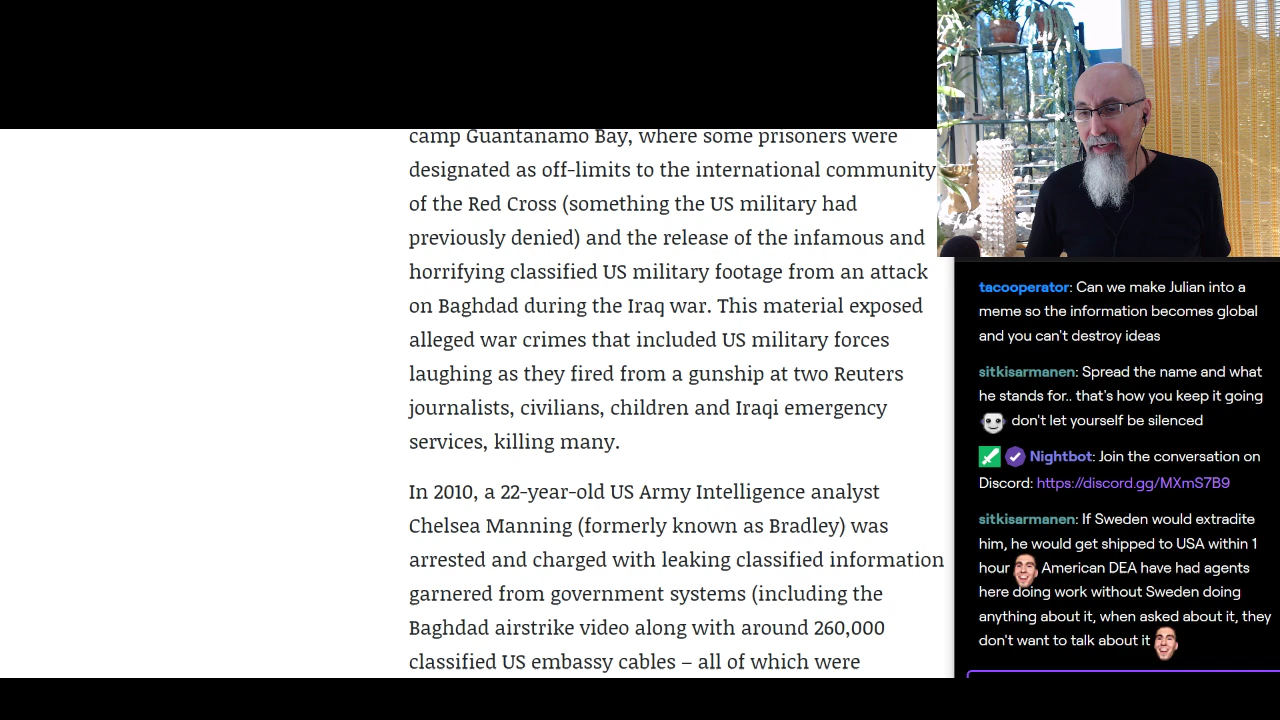 camp Guantanamo Bay, where some prisoners were
designated as off-limits to the international community
of the Red Cross (something the US military had
previously denied) and the release of the infamous and
horrifying classified US military footage from an attack
on Baghdad during the Iraq war. This material exposed
alleged war crimes that included US military forces
laughing as they fired from a gunship at two Reuters
journalists, civilians, children and Iraqi emergency
services, killing many.
In 2010, a 22-year-old US Army Intelligence analyst
Chelsea Manning (formerly known as Bradley) was
arrested and charged with leaking classified information
garnered from government systems (including the
Baghdad airstrike video along with around 260,000
classified US embassy cables – all of which were
tacooperator: Can we make Julian into a
meme so the information becomes global
and you can't destroy ideas
sitkisarmanen: Spread the name and what
he stands for.. that's how you keep it going
don't let yourself be silenced
Nightbot: Join the conversation on
Discord: https://discord.gg/MXmS7B9
sitkisarmanen: If Sweden would extradite
him, he would get shipped to USA within 1
hour American DEA have had agents
here doing work without Sweden doing
anything about it, when asked about it, they
don't want to talk about it